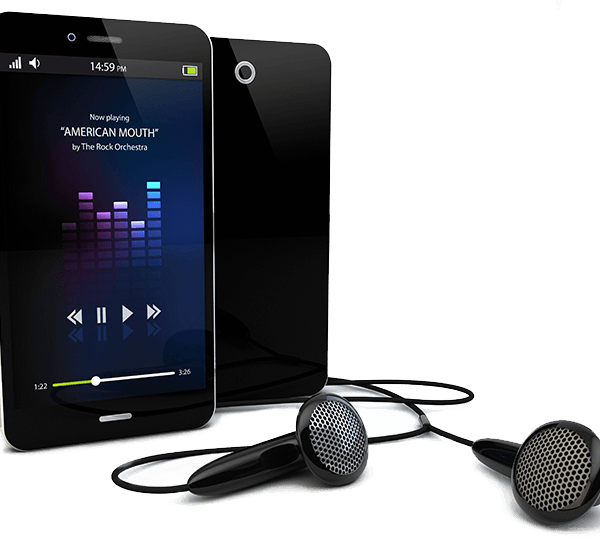 14:59 PM
Now playing
"AMERICAN MOUTH"
by The Rock Orchestra
1:22
3:26